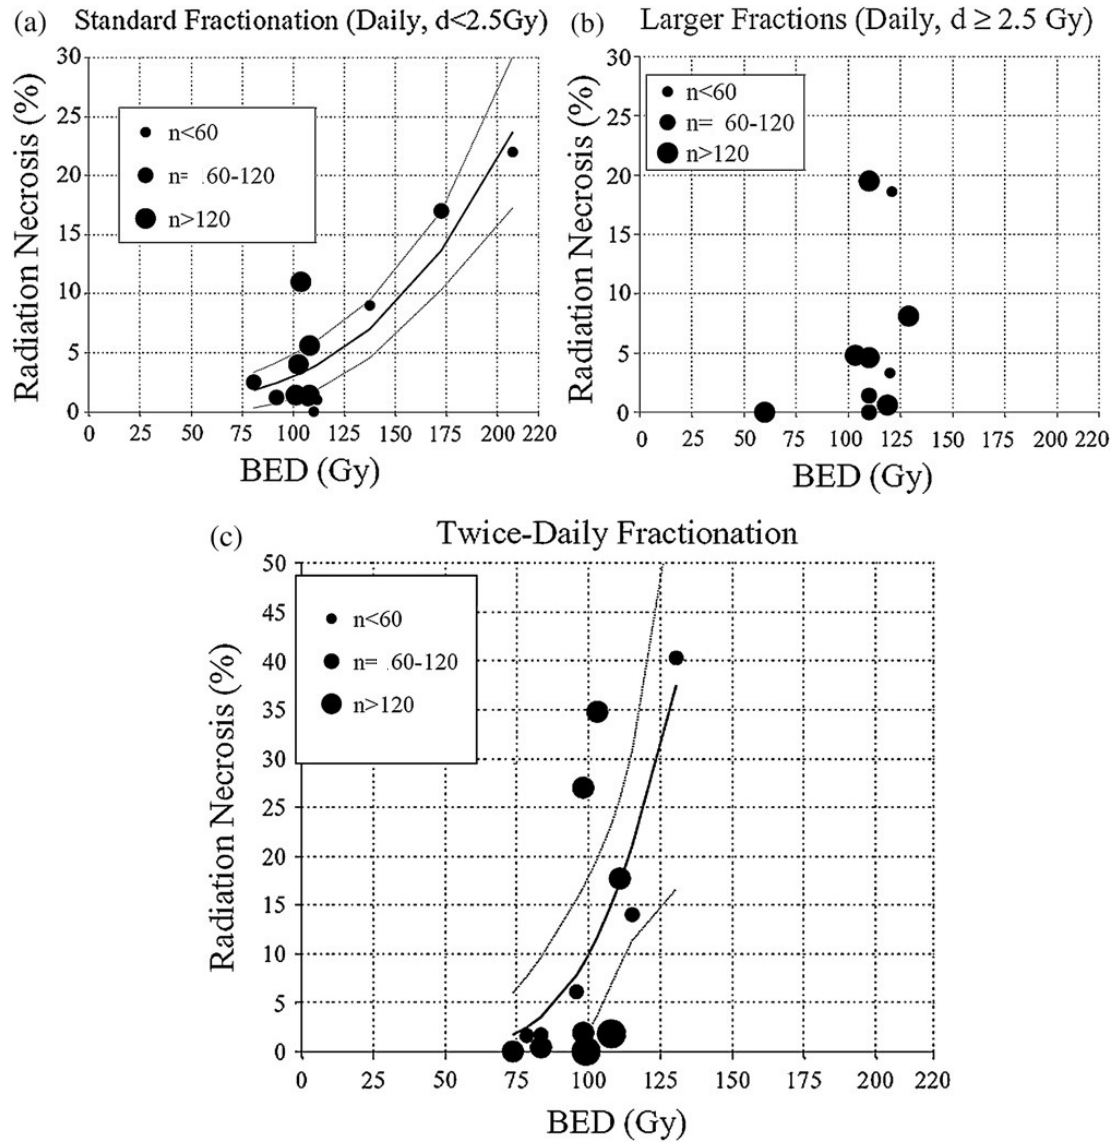 (a) Standard Fractionation (Daily, d<2.5Gy)
Radiation Necrosis (%)
30
25
20
15
10
5
0
n<60
n= .60-120
n>120
0 25 50 75 100 125 150 175 200 220
BED (Gy)
(b) Larger Fractions (Daily, d ≥ 2.5 Gy)
Radiation Necrosis (%)
30
25
20
15
10
5
0
n<60
n= 60-120
n>120
0 25 50 75 100 125 150 175 200 220
BED (Gy)
(c) Twice-Daily Fractionation
Radiation Necrosis (%)
50
45
40
35
30
25
20
15
10
5
0
n<60
n= .60-120
n>120
0 25 50 75 100 125 150 175 200 220
BED (Gy)